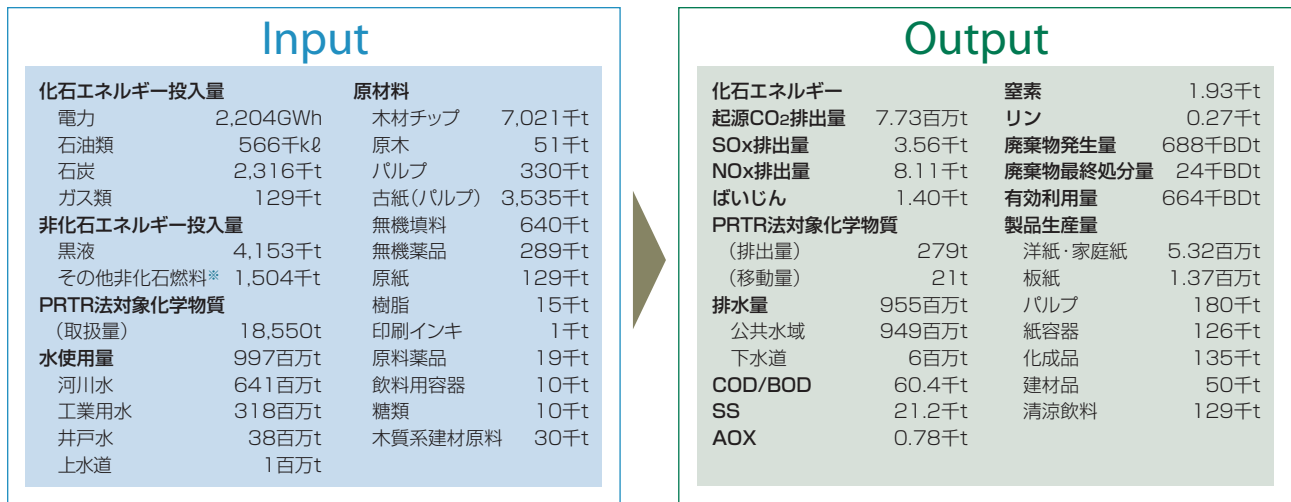 Input
化石エネルギー投入量
電力 2,204GWh
石油類 566千kℓ
石炭 2,316千t
ガス類 129千t
非化石エネルギー投入量
黒液 4,153千t
その他非化石燃料※ 1,504千t
PRTR法対象化学物質
（取扱量） 18,550t
水使用量 997百万t
河川水 641百万t
工業用水 318百万t
井戸水 38百万t
上水道 1百万t
原材料
木材チップ 7,021千t
原木 51千t
パルプ 330千t
古紙（パルプ） 3,535千t
無機填料 640千t
無機薬品 289千t
原紙 129千t
樹脂 15千t
印刷インキ 1千t
原料薬品 19千t
飲料用容器 10千t
糖類 10千t
木質系建材原料 30千t
Output
化石エネルギー
起源CO2排出量 7.73百万t
SOx排出量 3.56千t
NOx排出量 8.11千t
ばいじん 1.40千t
PRTR法対象化学物質
（排出量） 279t
（移動量） 21t
排水量 955百万t
公共水域 949百万t
下水道 6百万t
COD/BOD 60.4千t
SS 21.2千t
AOX 0.78千t
窒素 1.93千t
リン 0.27千t
廃棄物発生量 688千BDt
廃棄物最終処分量 24千BDt
有効利用量 664千BDt
製品生産量
洋紙・家庭紙 5.32百万t
板紙 1.37百万t
パルプ 180千t
紙容器 126千t
化成品 135千t
建材品 50千t
清涼飲料 129千t